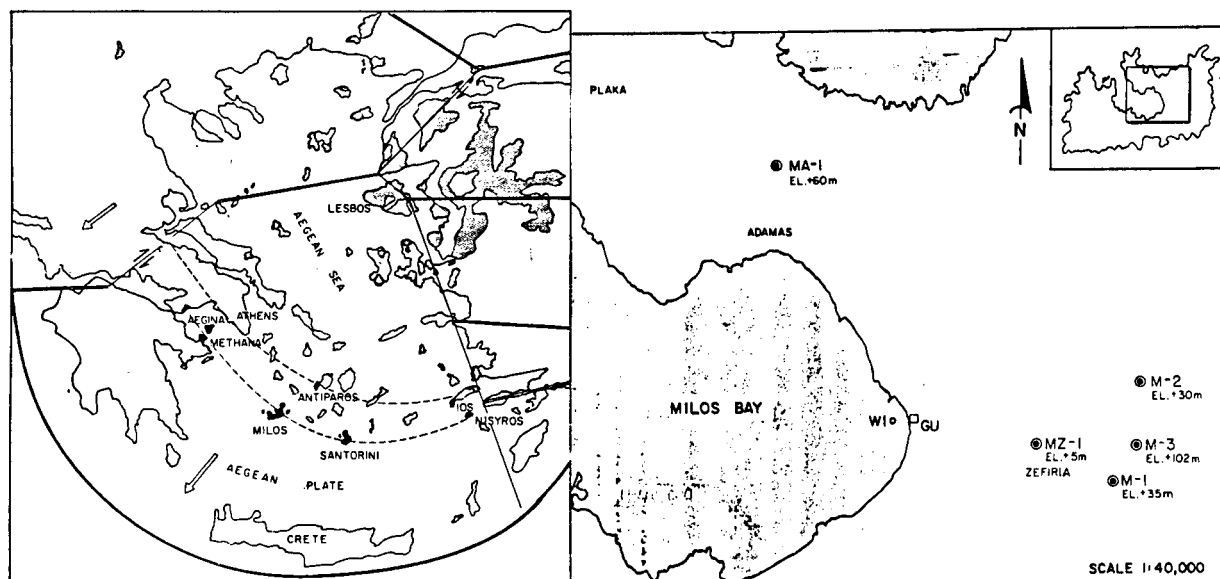 LESBOS
AEGEAN SEA
AEGINA
ATHENS
METHANA
ANTIPAROS
MILOS
SANTORINI
IOS
NISYROS
AEGEAN PLATE
CRETE
PLAKA
N
MA-1
EL.+60m
ADAMAS
MILOS BAY
WI
GU
M-2
EL.+30m
MZ-1
EL.+5m
ZEFIRIA
M-3
EL.+102m
M-1
EL.+35m
SCALE 1:40,000